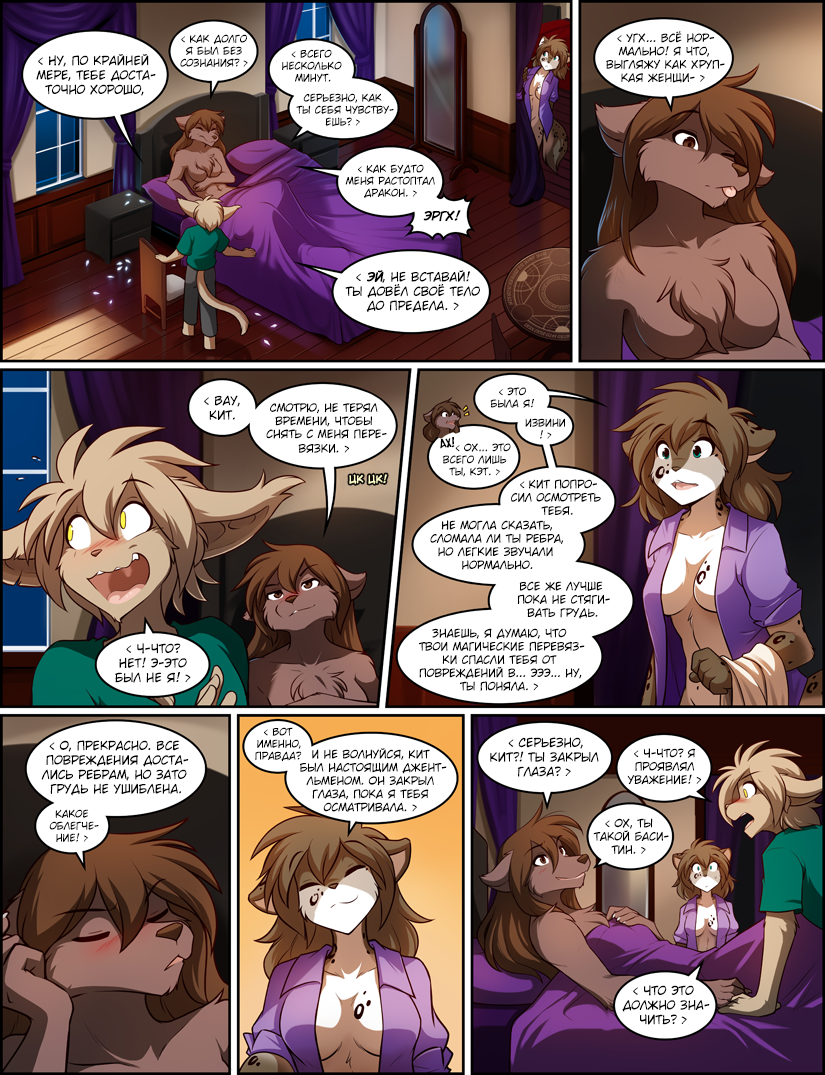 < НУ, ПО КРАЙНЕЙ
МЕРЕ, ТЕБЕ ДОСТА-
ТОЧНО ХОРОШО,
< КАК ДОЛГО
Я БЫЛ БЕЗ
СОЗНАНИЯ? >
< ВСЕГО
НЕСКОЛЬКО
МИНУТ.
СЕРЬЕЗНО, КАК
ТЫ СЕБЯ ЧУВСТВУ-
ЕШЬ? >
< КАК БУДТО
МЕНЯ РАСТОПТАЛ
ДРАКОН. >
ЭРГХ!
< ЭЙ, НЕ ВСТАВАЙ!
ТЫ ДОВЁЛ СВОЁ ТЕЛО
ДО ПРЕДЕЛА. >
< УГХ... ВСЁ НОР-
МАЛЬНО! Я ЧТО,
ВЫГЛЯЖУ КАК ХРУП-
КАЯ ЖЕНЩИ- >
< ВАУ,
КИТ.
СМОТРЮ, НЕ ТЕРЯЛ
ВРЕМЕНИ, ЧТОБЫ
СНЯТЬ С МЕНЯ ПЕРЕ-
ВЯЗКИ. >
ЦК ЦК!
< Ч-ЧТО?
НЕТ! Э-ЭТО
БЫЛ НЕ Я! >
< ЭТО
БЫЛА Я!
ИЗВИНИ
! >
АХ!
< ОХ... ЭТО
ВСЕГО ЛИШЬ
ТЫ, КЭТ. >
< КИТ ПОПРО-
СИЛ ОСМОТРЕТЬ
ТЕБЯ.
НЕ МОГЛА СКАЗАТЬ,
СЛОМАЛА ЛИ ТЫ РЕБРА,
НО ЛЕГКИЕ ЗВУЧАЛИ
НОРМАЛЬНО.
ВСЕ ЖЕ ЛУЧШЕ
ПОКА НЕ СТЯГИ-
ВАТЬ ГРУДЬ.
ЗНАЕШЬ, Я ДУМАЮ, ЧТО
ТВОИ МАГИЧЕСКИЕ ПЕРЕВЯЗ-
КИ СПАСЛИ ТЕБЯ ОТ
ПОВРЕЖДЕНИЙ В... ЭЭЭ... НУ,
ТЫ ПОНЯЛА. >
< О, ПРЕКРАСНО. ВСЕ
ПОВРЕЖДЕНИЯ ДОСТА-
ЛИСЬ РЕБРАМ, НО ЗАТО
ГРУДЬ НЕ УШИБЛЕНА.
КАКОЕ
ОБЛЕГЧЕ-
НИЕ! >
< ВОТ
ИМЕННО,
ПРАВДА?
И НЕ ВОЛНУЙСЯ, КИТ
БЫЛ НАСТОЯЩИМ ДЖЕНТ-
ЛЬМЕНОМ. ОН ЗАКРЫЛ
ГЛАЗА, ПОКА Я ТЕБЯ
ОСМАТРИВАЛА. >
< СЕРЬЕЗНО,
КИТ?! ТЫ ЗАКРЫЛ
ГЛАЗА? >
< Ч-ЧТО? Я
ПРОЯВЛЯЛ
УВАЖЕНИЕ! >
< ОХ, ТЫ
ТАКОЙ БАСИ-
ТИН. >
< ЧТО ЭТО
ДОЛЖНО ЗНА-
ЧИТЬ? >